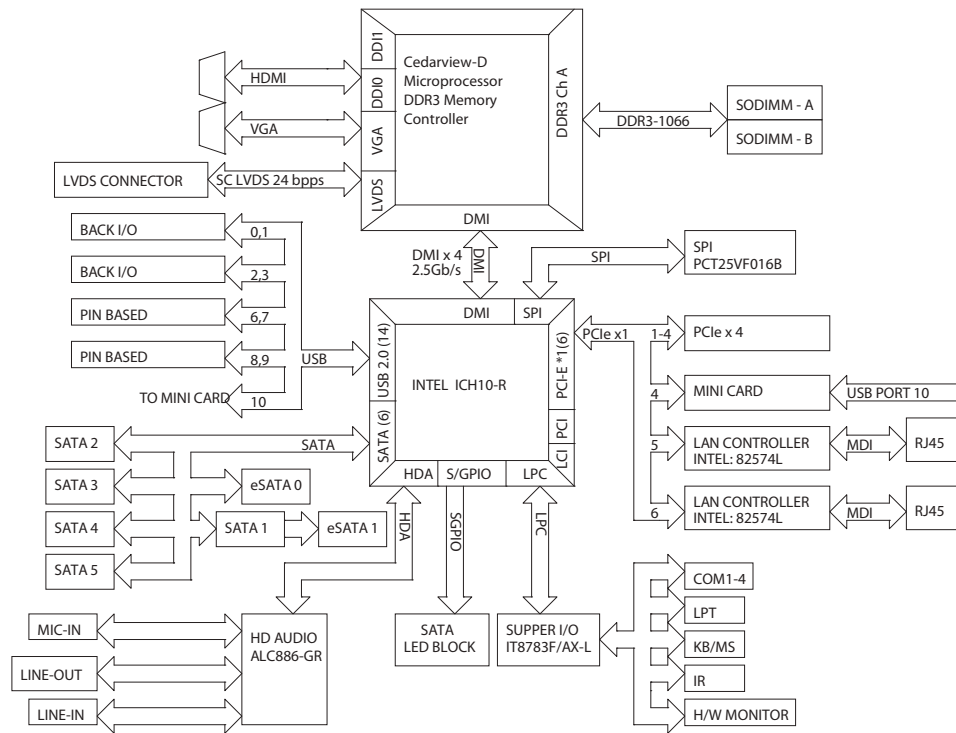 DDI1
DDI0
VGA
LVDS
Cedarview-D
Microprocessor
DDR3 Memory
Controller
DDR3 Ch A
DMI
HDMI
VGA
LVDS CONNECTOR
SC LVDS 24 bpps
DDR3-1066
SODIMM - A
SODIMM - B
BACK I/O
0,1
BACK I/O
2,3
PIN BASED
6,7
PIN BASED
8,9
TO MINI CARD
10
USB
DMI x 4
2.5Gb/s
DMI
SPI
SPI
PCT25VF016B
DMI
SPI
USB 2.0 (14)
SATA (6)
INTEL ICH10-R
PCI-E *1(6)
PCI
LCI
HDA
S/GPIO
LPC
PCIe x1
1-4
PCIe x 4
4
MINI CARD
USB PORT 10
5
LAN CONTROLLER
INTEL: 82574L
MDI
RJ45
6
LAN CONTROLLER
INTEL: 82574L
MDI
RJ45
SATA 2
SATA
SATA 3
eSATA 0
SATA 4
SATA 1
eSATA 1
SATA 5
HDA
SGPIO
LPC
MIC-IN
LINE-OUT
LINE-IN
HD AUDIO
ALC886-GR
SATA
LED BLOCK
SUPPER I/O
IT8783F/AX-L
COM1-4
LPT
KB/MS
IR
H/W MONITOR